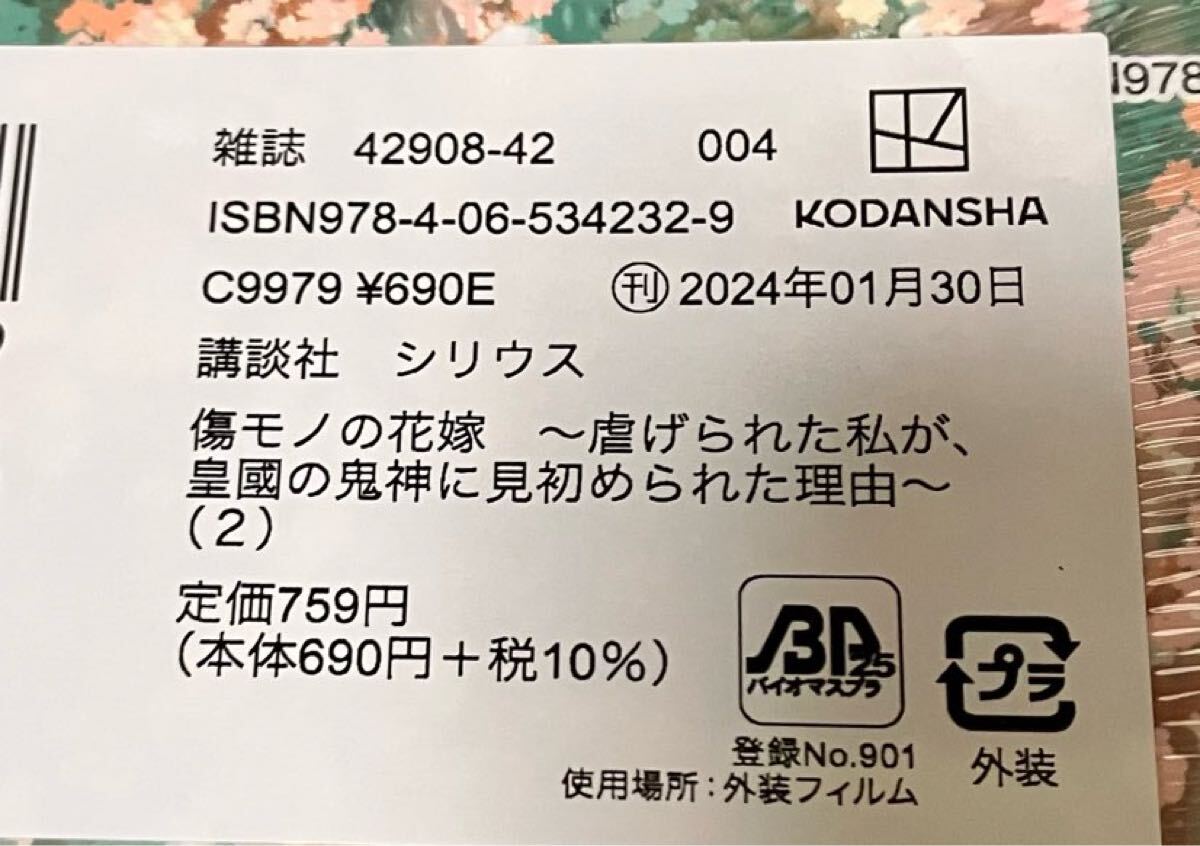 雑誌 42908-42 004
ISBN978-4-06-534232-9 KODANSHA
C9979 ¥690E ㊞刊 2024年01月30日
講談社 シリウス
傷モノの花嫁 ～虐げられた私が、
皇國の鬼神に見初められた理由～
（2）
定価759円
（本体690円＋税10%）
BP
25
バイオマスプラ
登録No.901
使用場所：外装フィルム
プラ
外装
N978